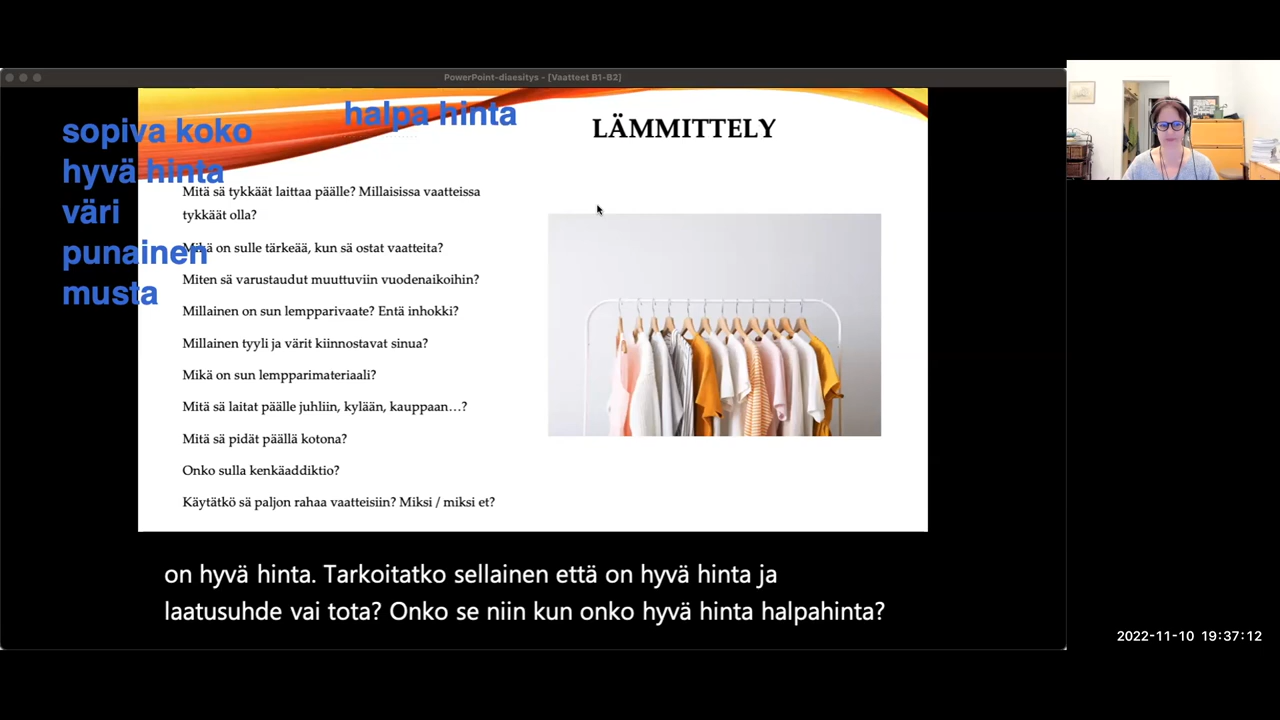 PowerPoint-diaesitys - [Vaatteet B1-B2]
halpa hinta
sopiva koko
hyvä hinta
väri
punainen
musta
LÄMMITTELY
Mitä sä tykkäät laittaa päälle? Millaisissa vaatteissa
tykkäät olla?
Mikä on sulle tärkeää, kun sä ostat vaatteita?
Miten sä varustaudut muuttuviin vuodenaikoihin?
Millainen on sun lempparivaate? Entä inhokki?
Millainen tyyli ja värit kiinnostavat sinua?
Mikä on sun lempparimateriaali?
Mitä sä laitat päälle juhliin, kylään, kauppaan…?
Mitä sä pidät päällä kotona?
Onko sulla kenkäaddiktio?
Käytätkö sä paljon rahaa vaatteisiin? Miksi / miksi et?
on hyvä hinta. Tarkoitatko sellainen että on hyvä hinta ja
laatusuhde vai tota? Onko se niin kun onko hyvä hinta halpahinta?
2022-11-10 19:37:12